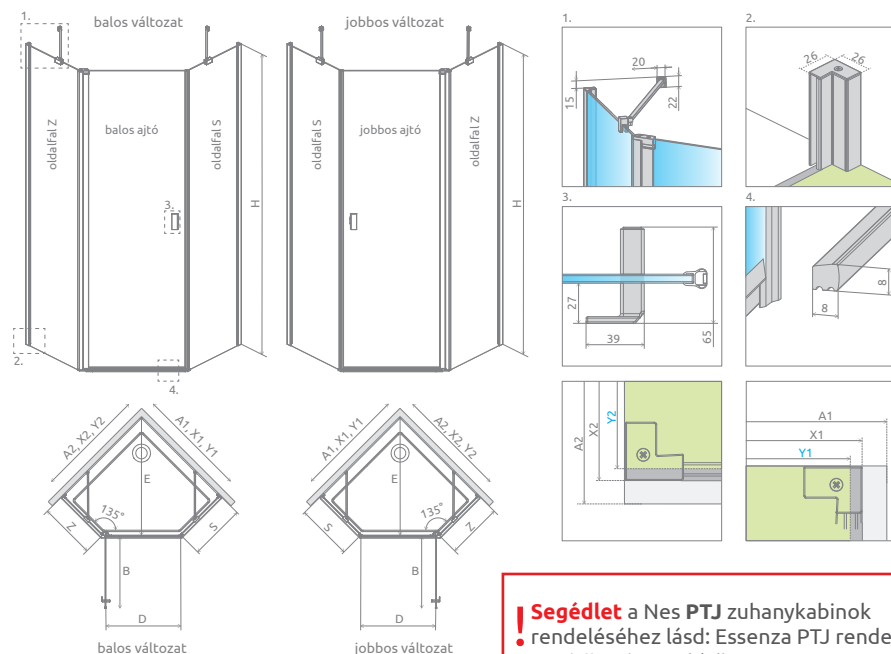 1.
balos változat
oldalfal Z
balos ajtó
oldalfal S
H
3.
2.
4.
jobbos változat
oldalfal S
jobbos ajtó
oldalfal Z
H
1.
15
20
22
2.
26
26
3.
27
39
65
4.
8
8
A2
X2
Y2
A1
X1
Y1
A2, X2, Y2
A1, X1, Y1
E
135°
Z
S
B
D
balos változat
A1, X1, Y1
A2, X2, Y2
E
135°
S
Z
B
D
jobbos változat
! Segédlet a Nes PTJ zuhanykabinok
rendeléséhez lásd: Essenza PTJ rende